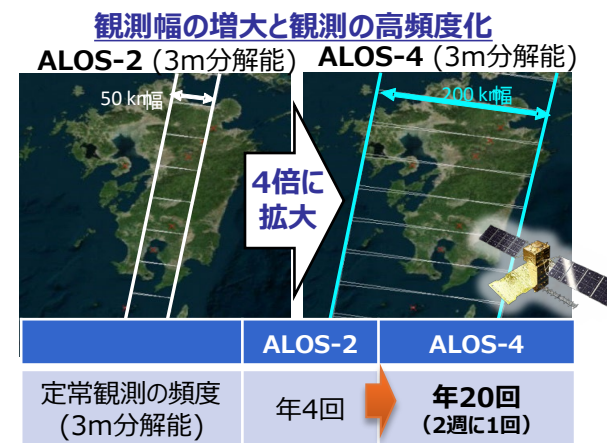 観測幅の増大と観測の高頻度化
ALOS-2 (3m分解能) ALOS-4 (3m分解能)
50 km幅
200 km幅
4倍に
拡大
ALOS-2 ALOS-4
定常観測の頻度
(3m分解能)
年4回
年20回
(2週に1回)